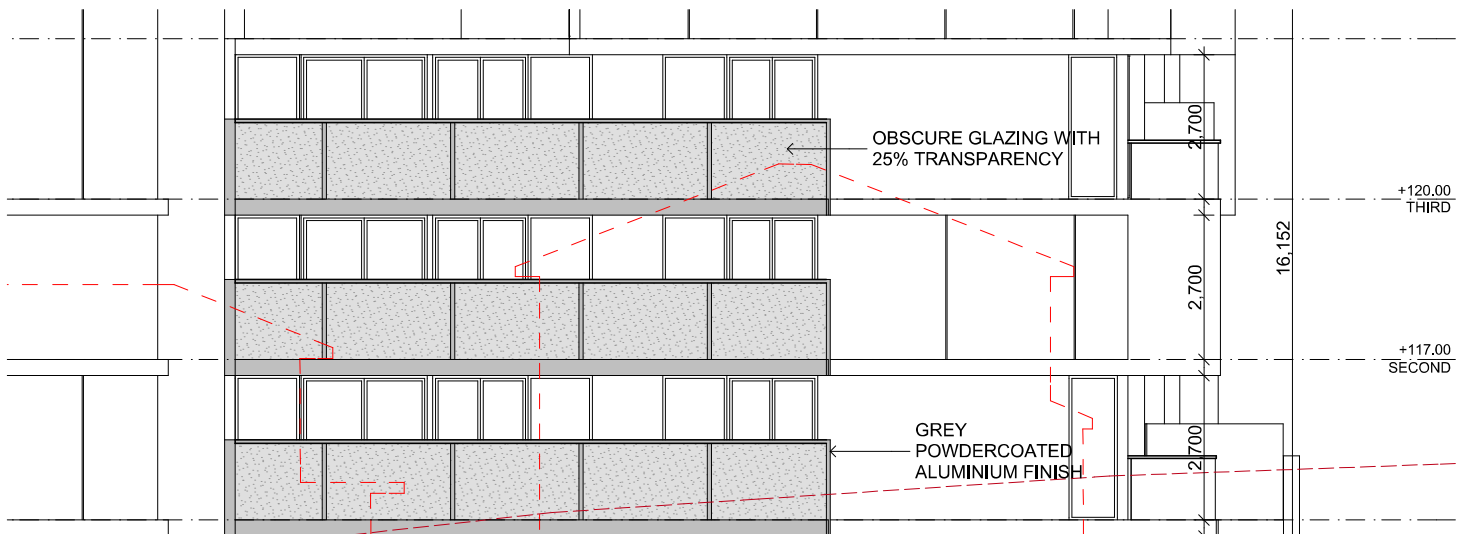 OBSCURE GLAZING WITH
25% TRANSPARENCY
2,700
+120.00
THIRD
16,152
2,700
+117.00
SECOND
GREY
POWDERCOATED
ALUMINIUM FINISH
2,700